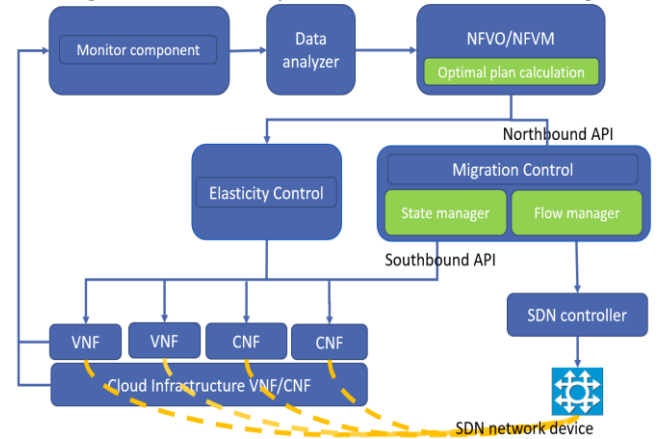 Monitor component
Data
analyzer
NFVO/NFVM
Optimal plan calculation
Northbound API
Elasticity Control
Migration Control
State manager
Flow manager
Southbound API
SDN controller
VNF
VNF
CNF
CNF
Cloud Infrastructure VNF/CNF
SDN network device